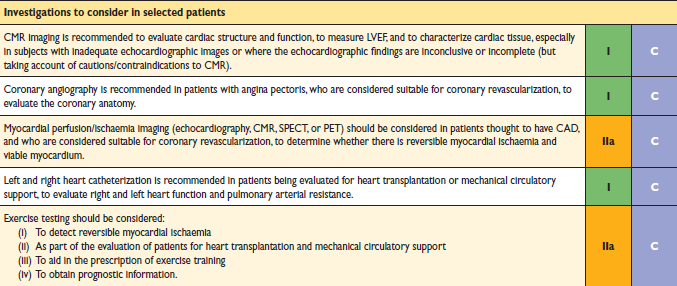 Investigations to consider in selected patients
CMR imaging is recommended to evaluate cardiac structure and function, to measure LVEF, and to characterize cardiac tissue, especially
in subjects with inadequate echocardiographic images or where the echocardiographic findings are inconclusive or incomplete (but
taking account of cautions/contraindications to CMR).
I C
Coronary angiography is recommended in patients with angina pectoris, who are considered suitable for coronary revascularization, to
evaluate the coronary anatomy.
I C
Myocardial perfusion/ischaemia imaging (echocardiography, CMR, SPECT, or PET) should be considered in patients thought to have CAD,
and who are considered suitable for coronary revascularization, to determine whether there is reversible myocardial ischaemia and
viable myocardium.
IIa C
Left and right heart catheterization is recommended in patients being evaluated for heart transplantation or mechanical circulatory
support, to evaluate right and left heart function and pulmonary arterial resistance.
I C
Exercise testing should be considered:
(i) To detect reversible myocardial ischaemia
(ii) As part of the evaluation of patients for heart transplantation and mechanical circulatory support
(iii) To aid in the prescription of exercise training
(iv) To obtain prognostic information.
IIa C